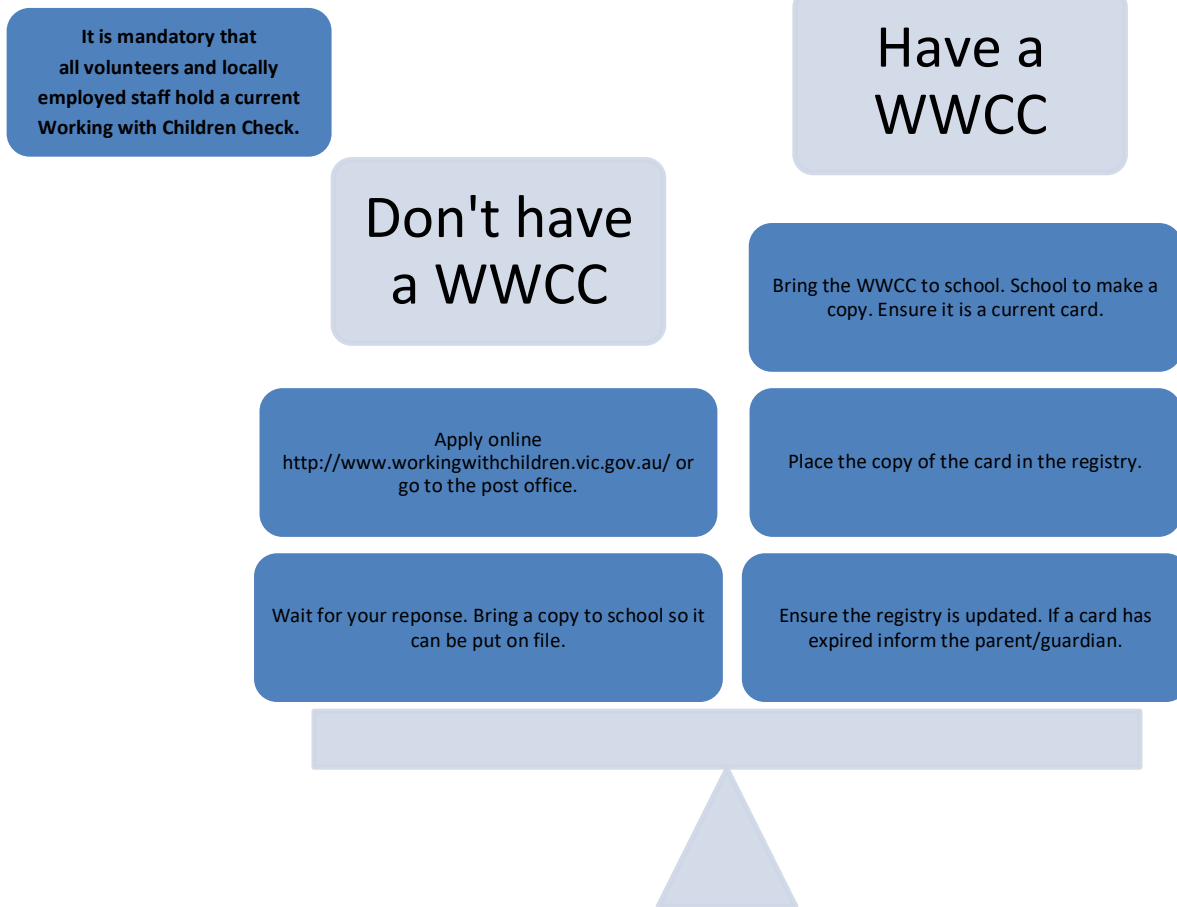 It is mandatory that
all volunteers and locally
employed staff hold a current
Working with Children Check.
Don't have
a WWCC
Apply online
http://www.workingwithchildren.vic.gov.au/ or
go to the post office.
Wait for your reponse. Bring a copy to school so it
can be put on file.
Have a
WWCC
Bring the WWCC to school. School to make a
copy. Ensure it is a current card.
Place the copy of the card in the registry.
Ensure the registry is updated. If a card has
expired inform the parent/guardian.